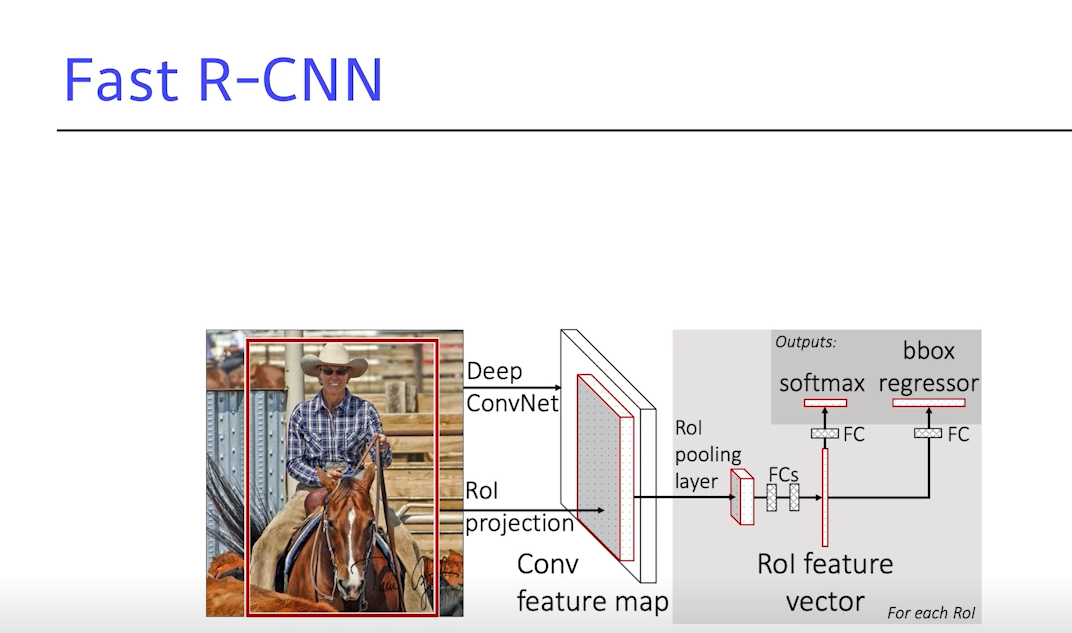 Fast R-CNN
Deep
ConvNet
RoI
projection
Conv
feature map
RoI
pooling
layer
FCs
Outputs:
softmax
bbox
regressor
FC
FC
RoI feature
vector
For each RoI